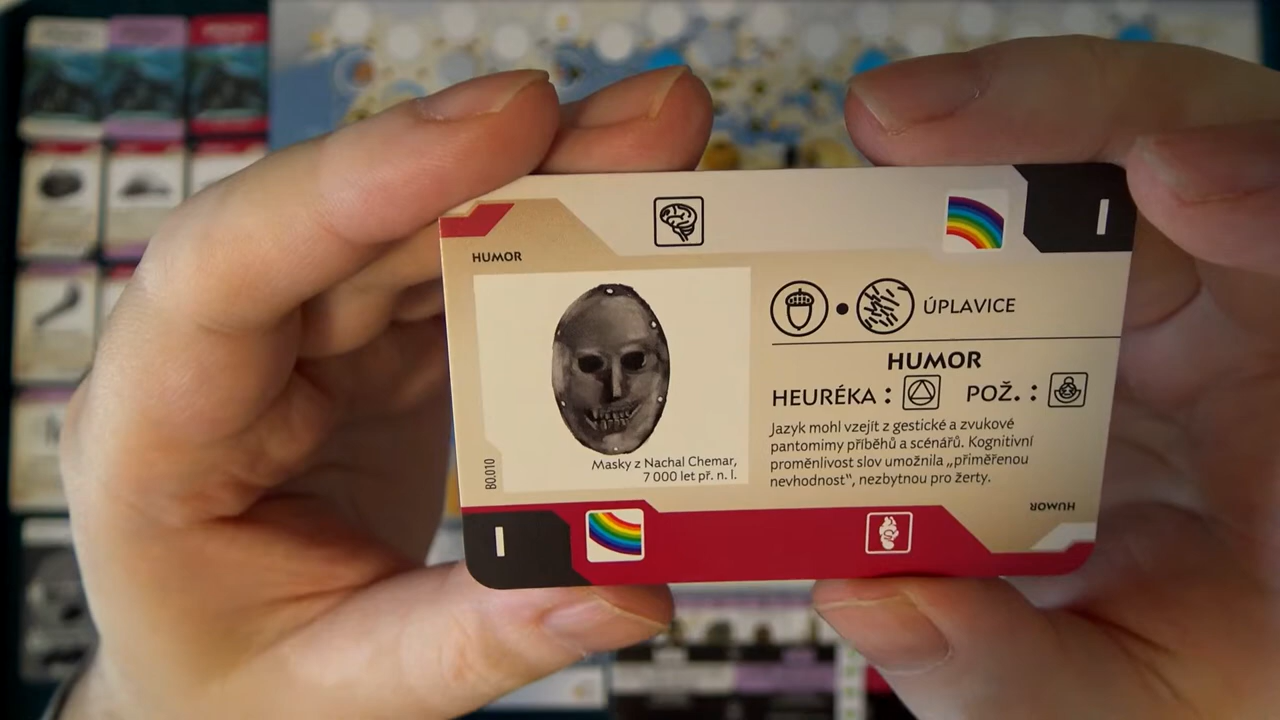 I
HUMOR
ÚPLAVICE
HUMOR
HEURÉKA : POŽ. :
Jazyk mohl vzejít z gestické a zvukové
pantomimy příběhů a scénářů. Kognitivní
proměnlivost slov umožnila „přiměřenou
nevhodnost“, nezbytnou pro žerty.
Masky z Nachal Chemar,
7 000 let př. n. l.
BO.010
HUMOR
I